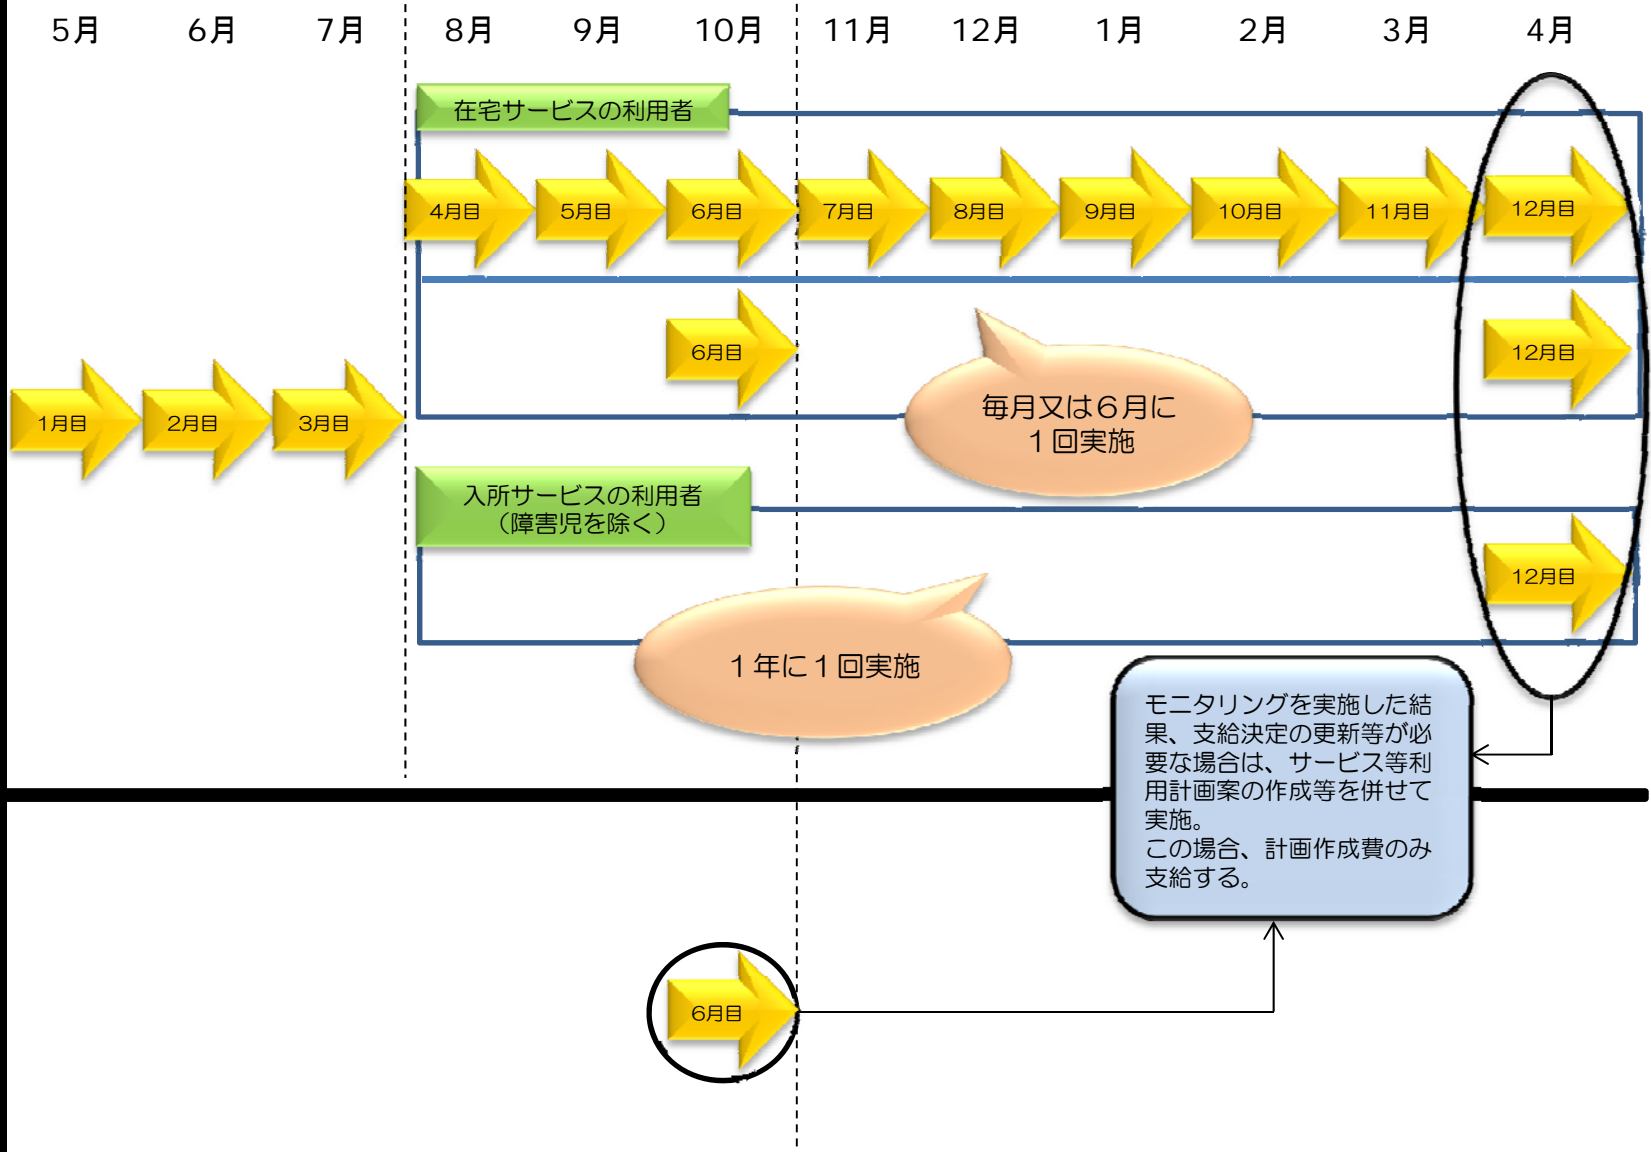 5月 6月 7月 8月 9月 10月 11月 12月 1月 2月 3月 4月
在宅サービスの利用者
4月目 5月目 6月目 7月目 8月目 9月目 10月目 11月目 12月目
6月目 12月目
毎月又は６月に
１回実施
1月目 2月目 3月目
入所サービスの利用者
（障害児を除く）
12月目
１年に１回実施
モニタリングを実施した結
果、支給決定の更新等が必
要な場合は、サービス等利
用計画案の作成等を併せて
実施。
この場合、計画作成費のみ
支給する。
6月目